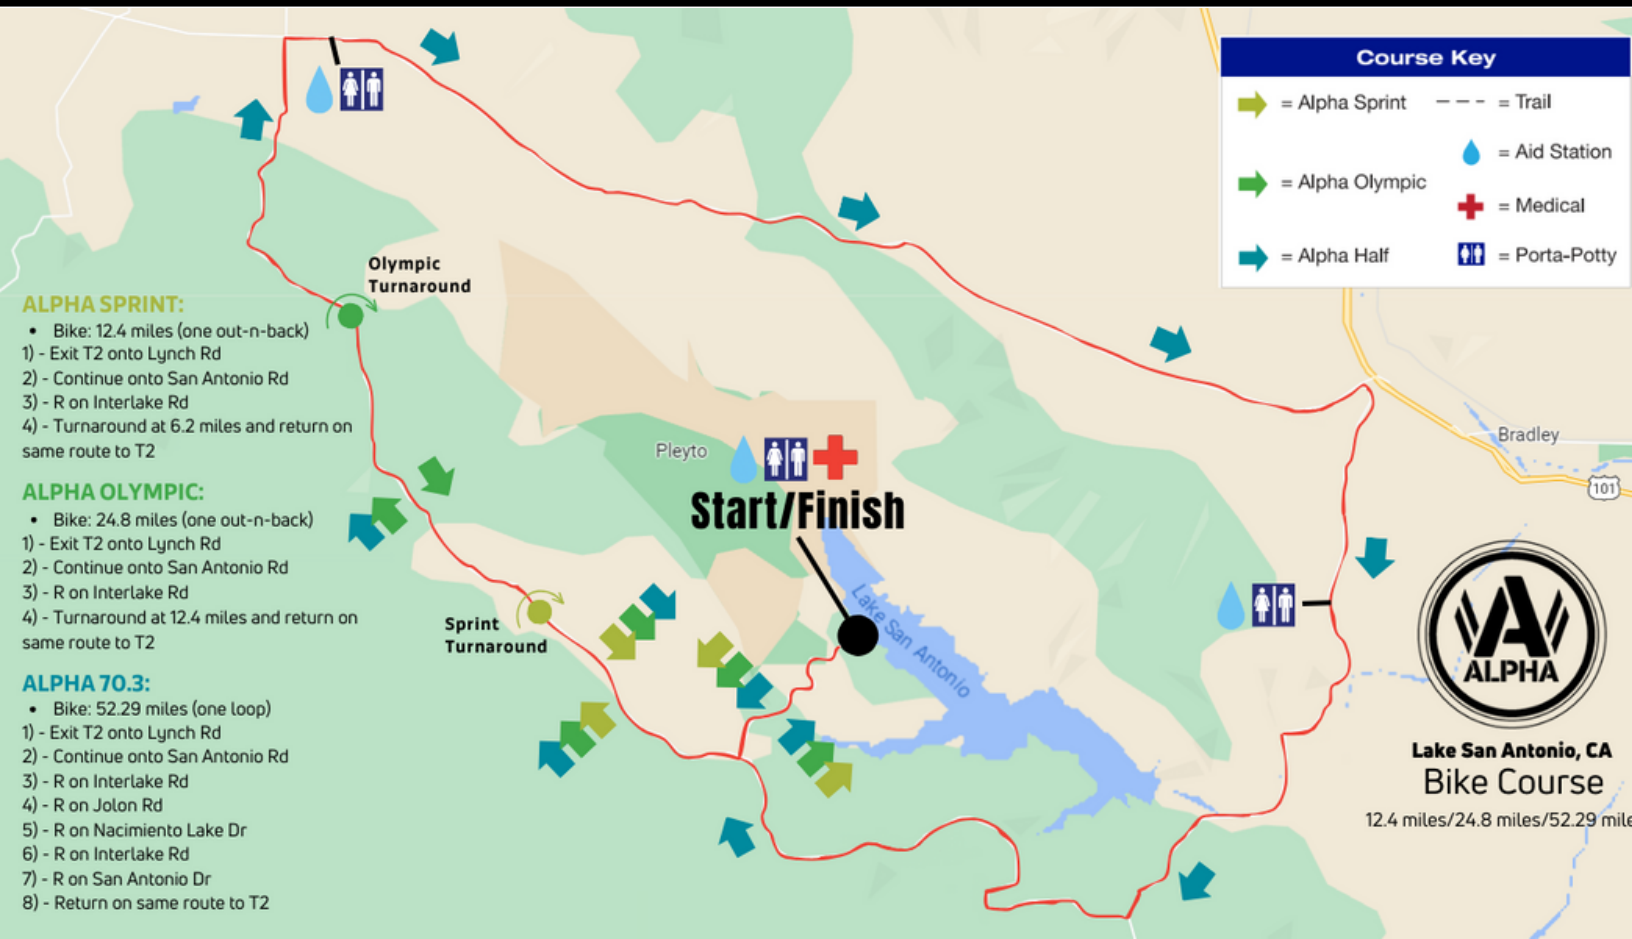 Course Key
= Alpha Sprint
= Trail
= Aid Station
= Alpha Olympic
= Medical
= Alpha Half
= Porta-Potty
Olympic
Turnaround
ALPHA SPRINT:
• Bike: 12.4 miles (one out-n-back)
1) - Exit T2 onto Lynch Rd
2) - Continue onto San Antonio Rd
3) - R on Interlake Rd
4) - Turnaround at 6.2 miles and return on
same route to T2
ALPHA OLYMPIC:
• Bike: 24.8 miles (one out-n-back)
1) - Exit T2 onto Lynch Rd
2) - Continue onto San Antonio Rd
3) - R on Interlake Rd
4) - Turnaround at 12.4 miles and return on
same route to T2
ALPHA 70.3:
• Bike: 52.29 miles (one loop)
1) - Exit T2 onto Lynch Rd
2) - Continue onto San Antonio Rd
3) - R on Interlake Rd
4) - R on Jolon Rd
5) - R on Nacimiento Lake Dr
6) - R on Interlake Rd
7) - R on San Antonio Dr
8) - Return on same route to T2
Pleyto
Start/Finish
Lake San Antonio
Sprint
Turnaround
Bradley
101
ALPHA
Lake San Antonio, CA
Bike Course
12.4 miles/24.8 miles/52.29 mile